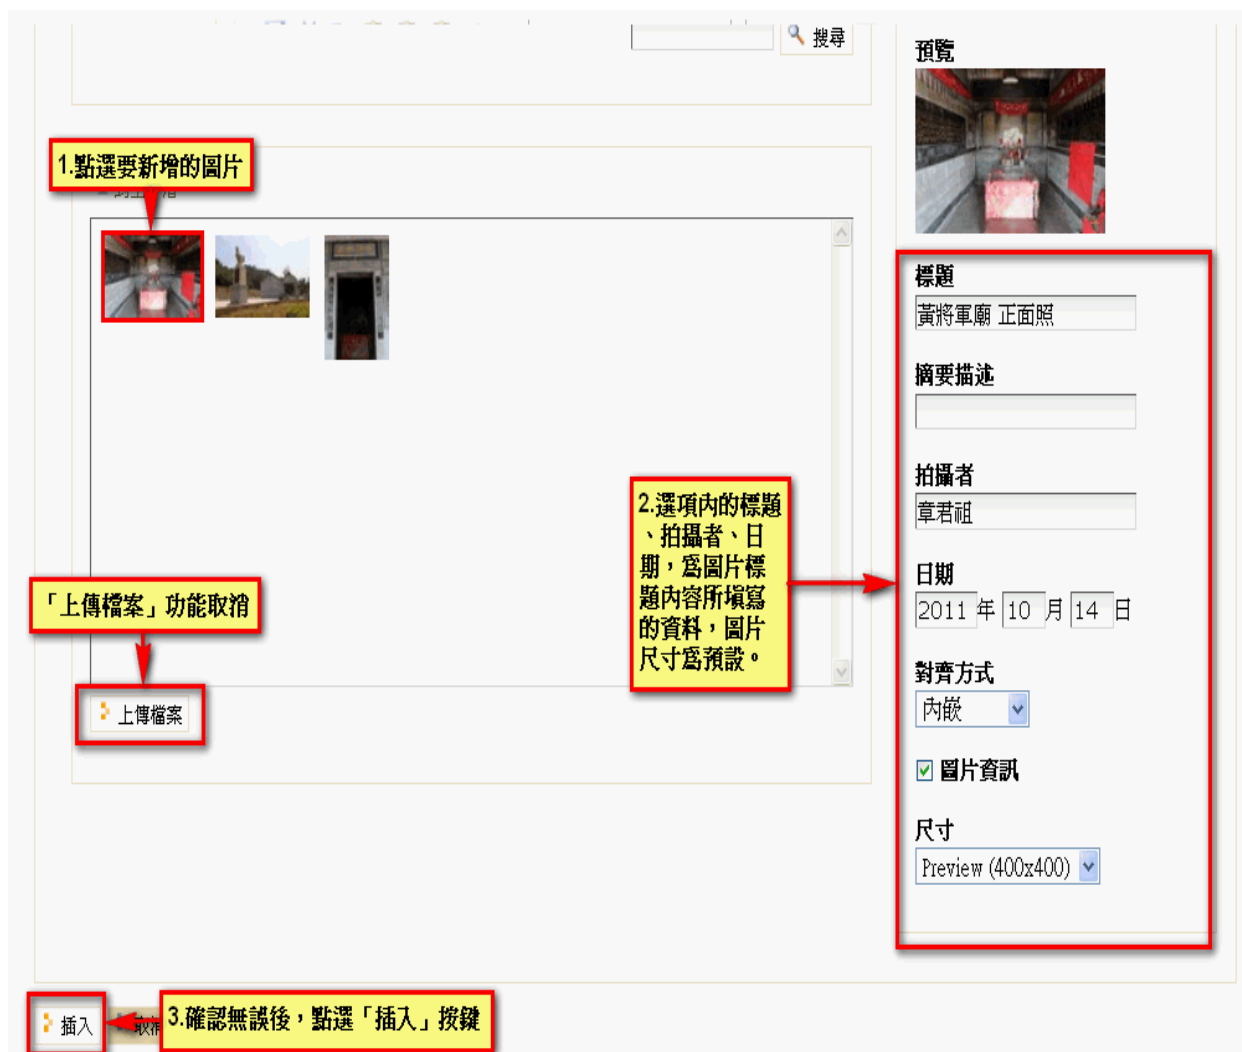 搜尋
預覽
1.點選要新增的圖片
標題
黃將軍廟 正面照
摘要描述
拍攝者
章君祖
2.選項內的標題
、拍攝者、日
期，為圖片標
題內容所填寫
的資料，圖片
尺寸為預設。
日期
2011 年 10 月 14 日
「上傳檔案」功能取消
對齊方式
內嵌
上傳檔案
圖片資訊
尺寸
Preview (400x400)
插入
3.確認無誤後，點選「插入」按鍵